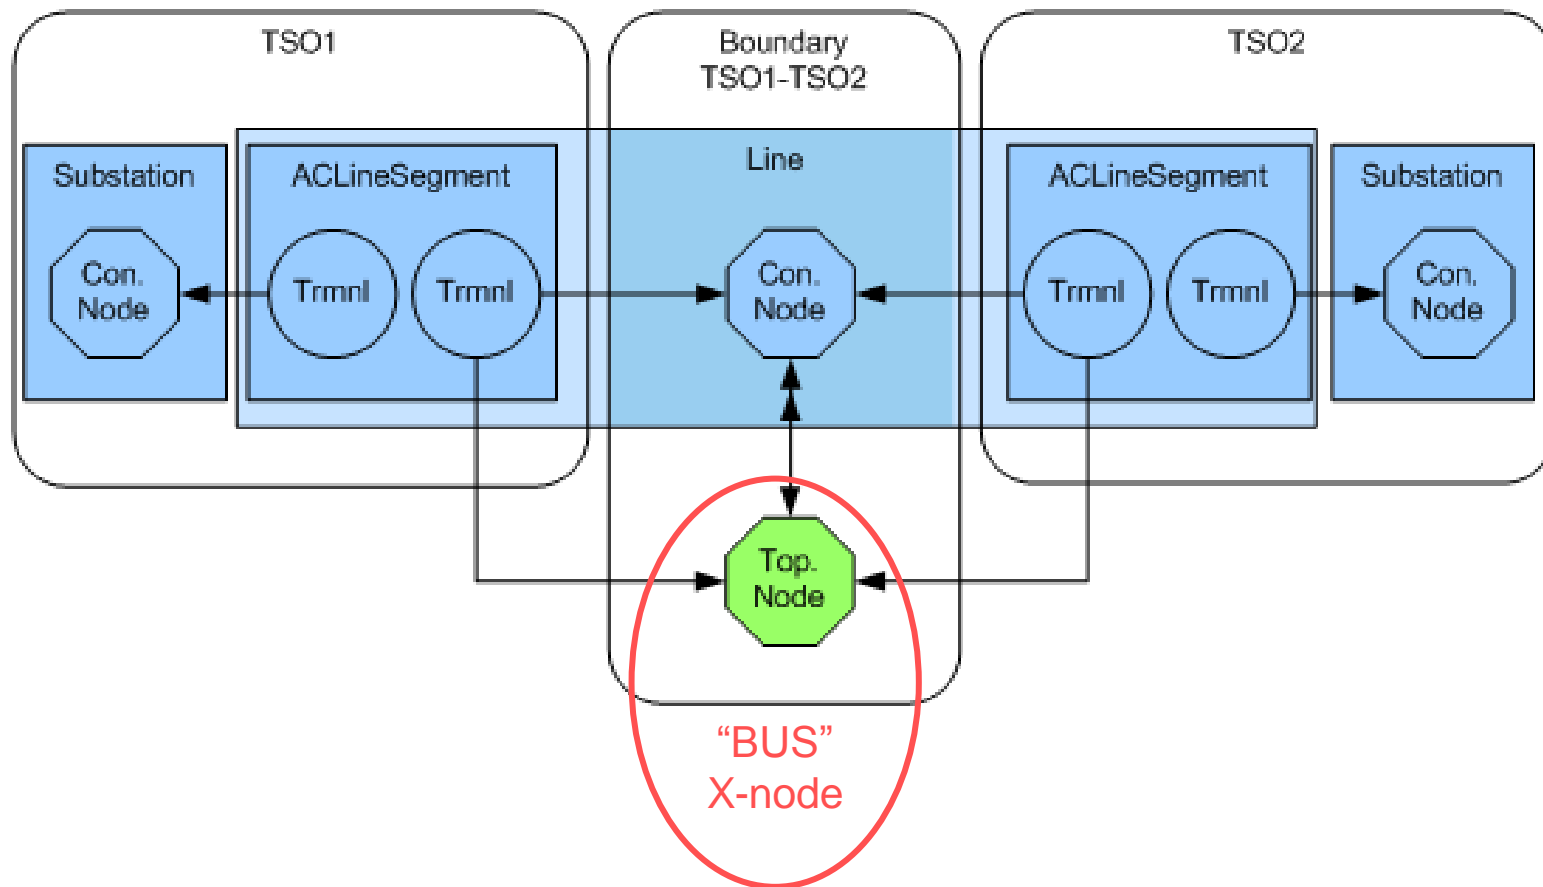 TSO1
Boundary
TSO1-TSO2
TSO2
Substation
ACLineSegment
Line
ACLineSegment
Substation
Con.
Node
Trmnl
Trmnl
Con.
Node
Trmnl
Trmnl
Con.
Node
Top.
Node
“BUS”
X-node